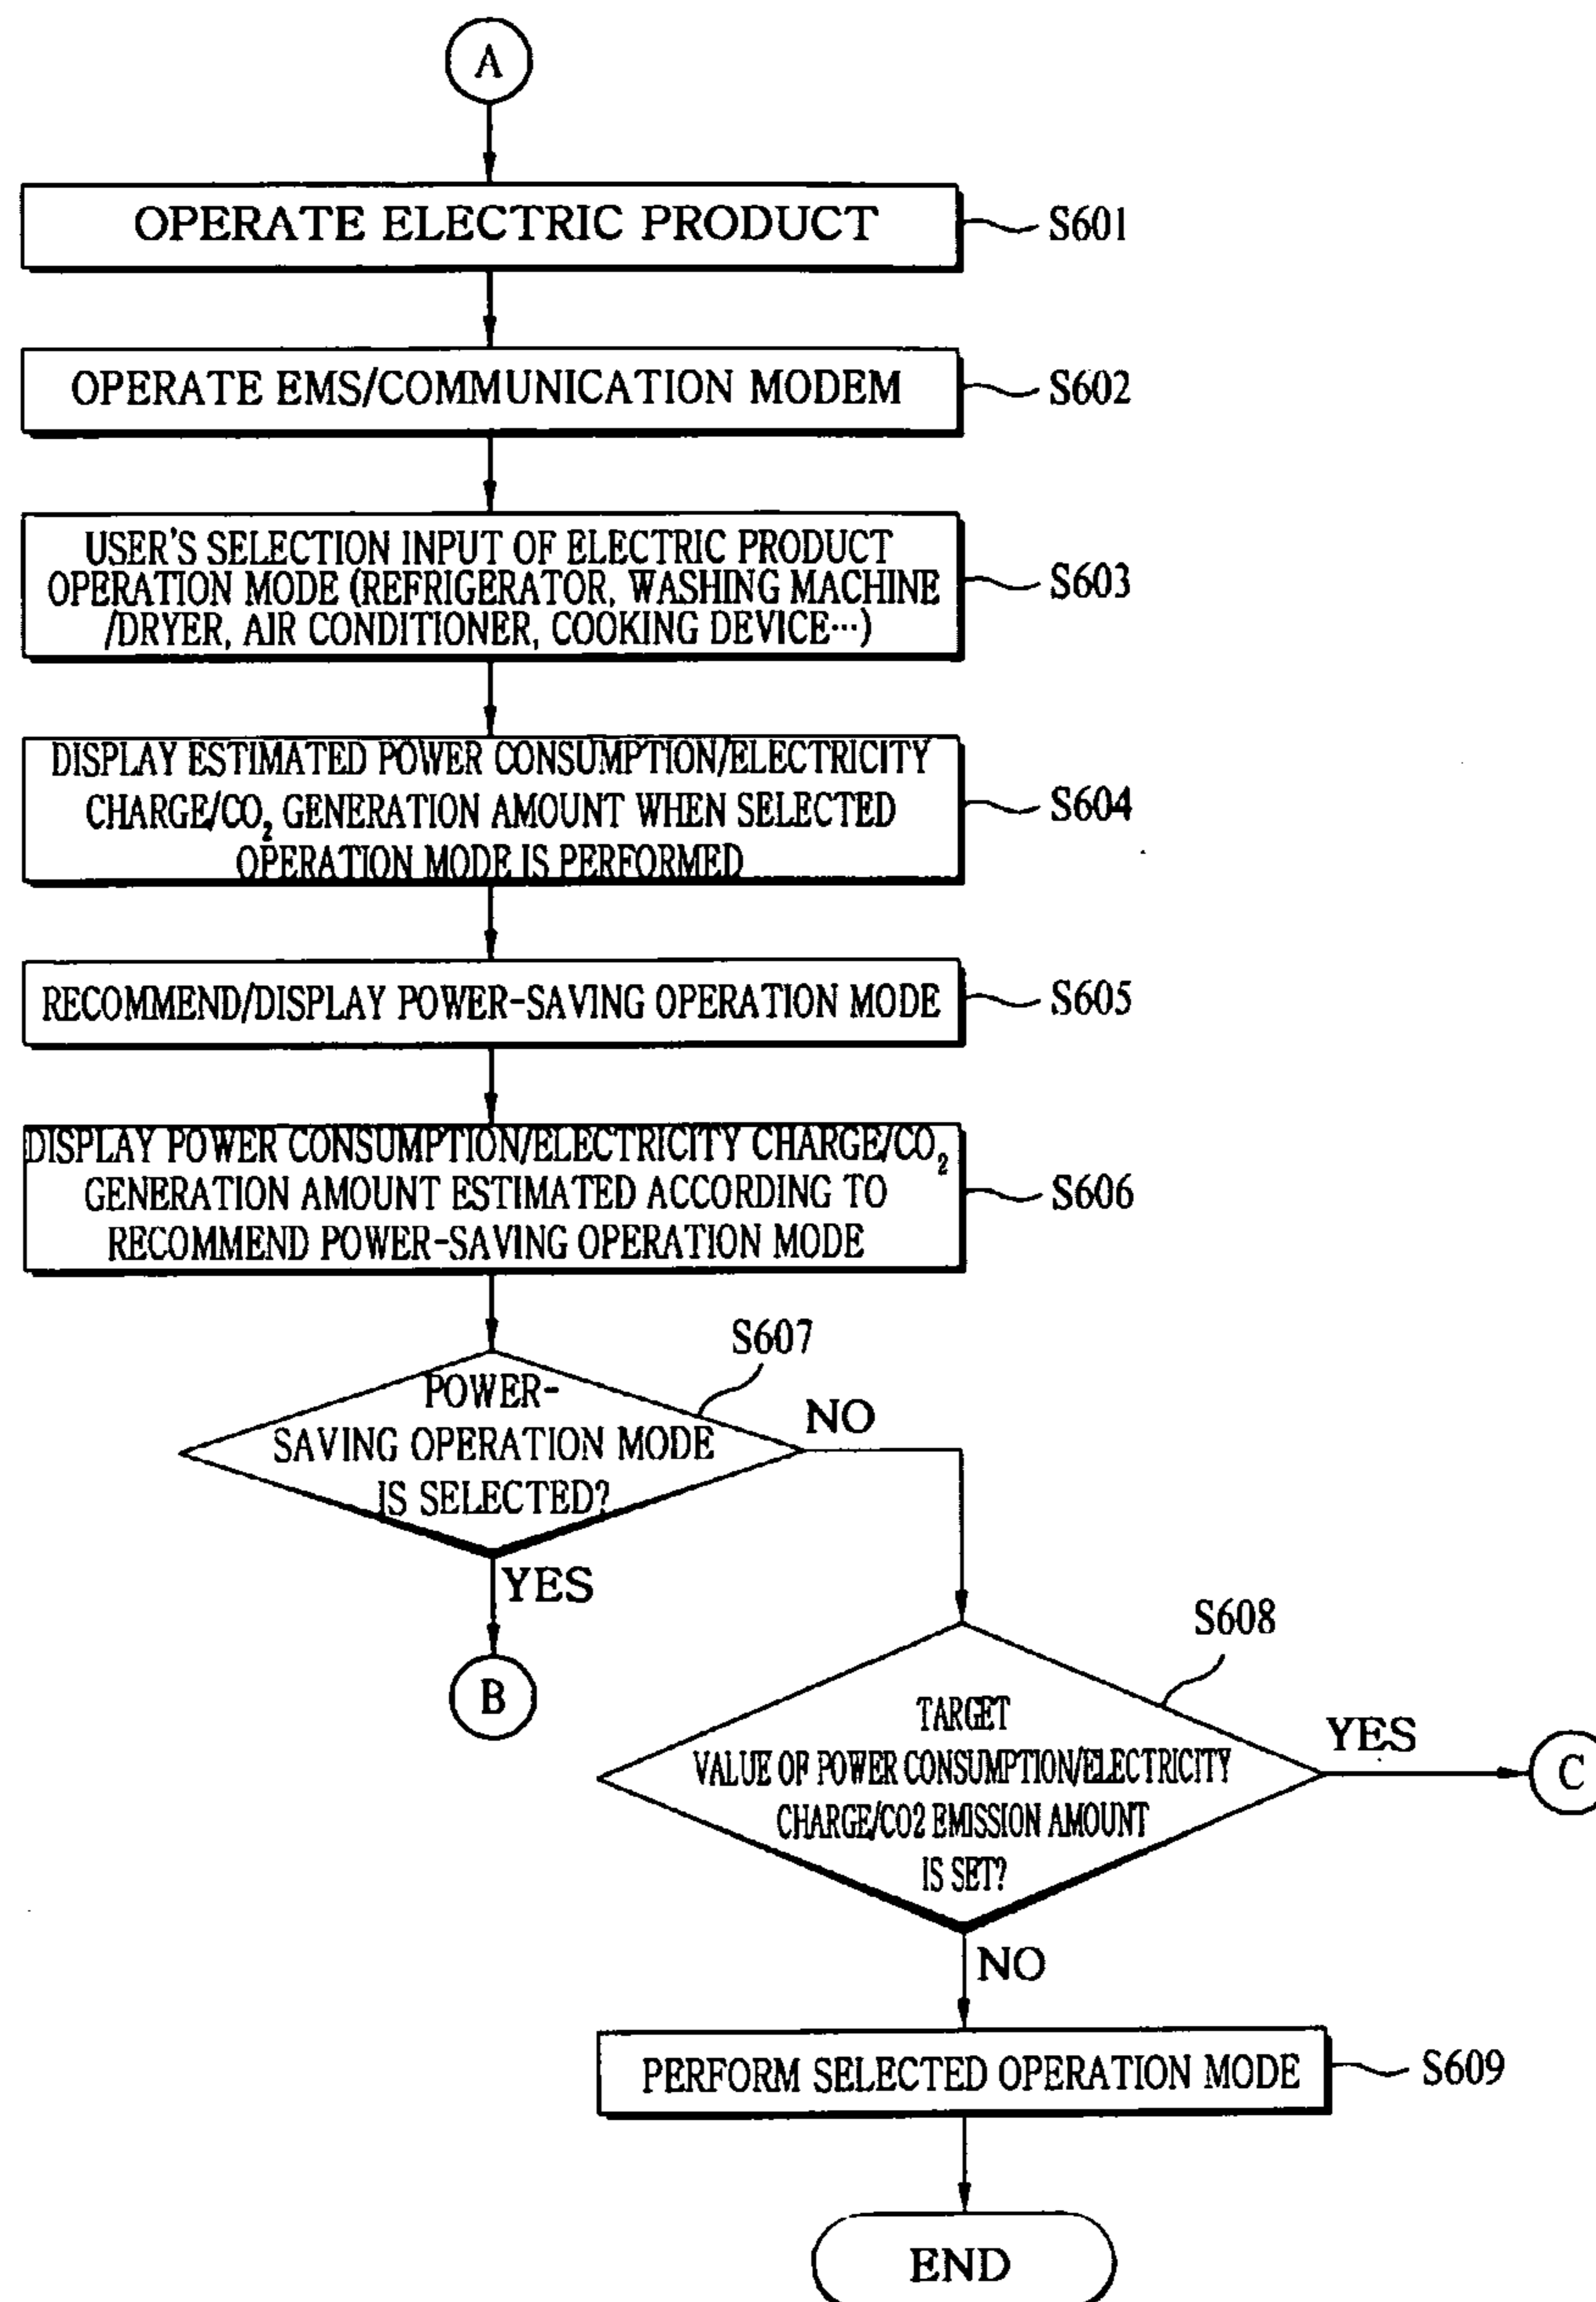 A
OPERATE ELECTRIC PRODUCT
S601
OPERATE EMS/COMMUNICATION MODEM
S602
USER'S SELECTION INPUT OF ELECTRIC PRODUCT
OPERATION MODE (REFRIGERATOR, WASHING MACHINE
/DRYER, AIR CONDITIONER, COOKING DEVICE···)
S603
DISPLAY ESTIMATED POWER CONSUMPTION/ELECTRICITY
CHARGE/CO₂ GENERATION AMOUNT WHEN SELECTED
OPERATION MODE IS PERFORMED
S604
RECOMMEND/DISPLAY POWER-SAVING OPERATION MODE
S605
DISPLAY POWER CONSUMPTION/ELECTRICITY CHARGE/CO₂
GENERATION AMOUNT ESTIMATED ACCORDING TO
RECOMMEND POWER-SAVING OPERATION MODE
S606
S607
POWER-
SAVING OPERATION MODE
IS SELECTED?
NO
YES
B
S608
TARGET
VALUE OF POWER CONSUMPTION/ELECTRICITY
CHARGE/CO2 EMISSION AMOUNT
IS SET?
YES
C
NO
PERFORM SELECTED OPERATION MODE
S609
END